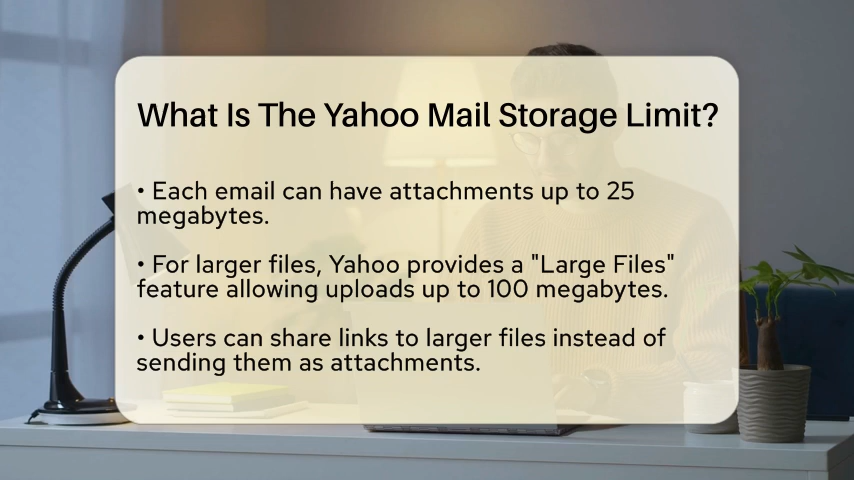 What Is The Yahoo Mail Storage Limit?
• Each email can have attachments up to 25
megabytes.
• For larger files, Yahoo provides a "Large Files"
feature allowing uploads up to 100 megabytes.
• Users can share links to larger files instead of
sending them as attachments.